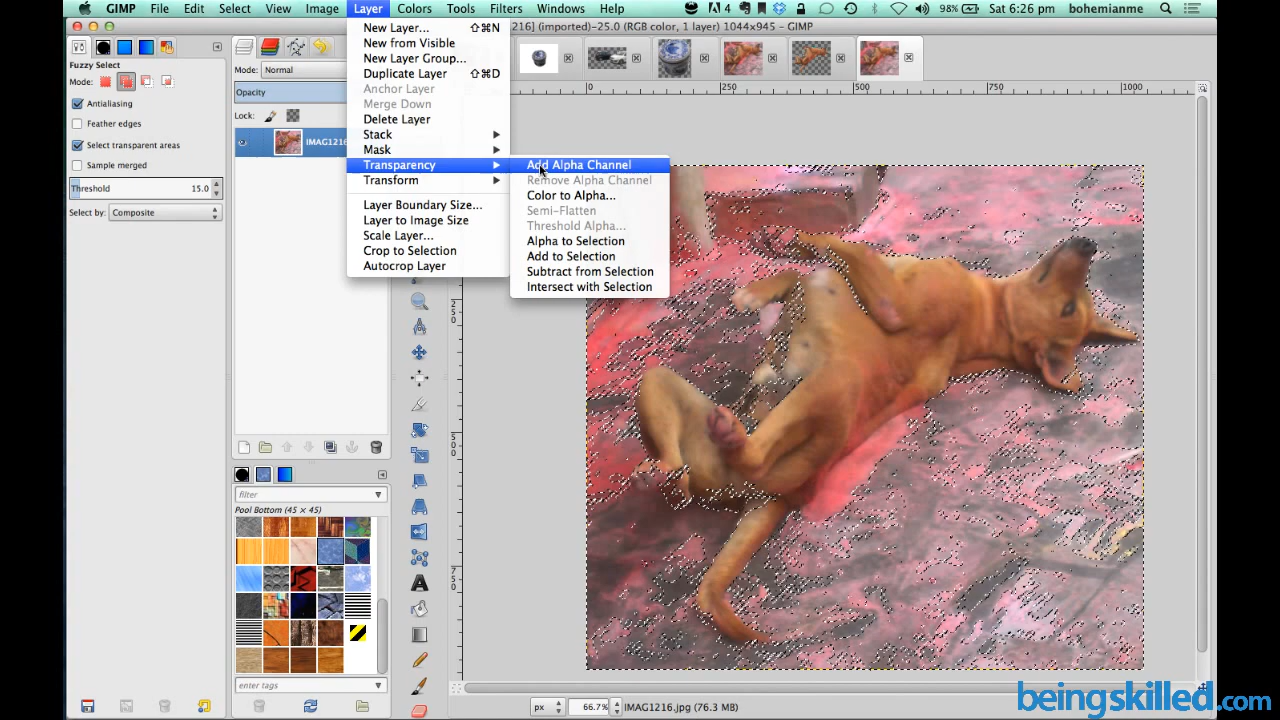 GIMP File Edit Select View Image Layer Colors Tools Filters Windows Help 4 98% Sat 6:26 pm bohemianme
216] (imported)-25.0 (RGB color, 1 layer) 1044x945 – GIMP
Fuzzy Select
Mode:
Antialiasing
Feather edges
Select transparent areas
Sample merged
Threshold 15.0
Select by: Composite
Mode: Normal
Opacity
Lock:
IMAG1216
filter
Pool Bottom (45 × 45)
enter tags
New Layer... ⇧⌘N
New from Visible
New Layer Group...
Duplicate Layer ⇧⌘D
Anchor Layer
Merge Down
Delete Layer
Stack
Mask
Transparency
Transform
Layer Boundary Size...
Layer to Image Size
Scale Layer...
Crop to Selection
Autocrop Layer
Add Alpha Channel
Remove Alpha Channel
Color to Alpha...
Semi-Flatten
Threshold Alpha...
Alpha to Selection
Add to Selection
Subtract from Selection
Intersect with Selection
0 250 500 750 1000
250
500
750
px 66.7% IMAG1216.jpg (76.3 MB)
beingskilled.com